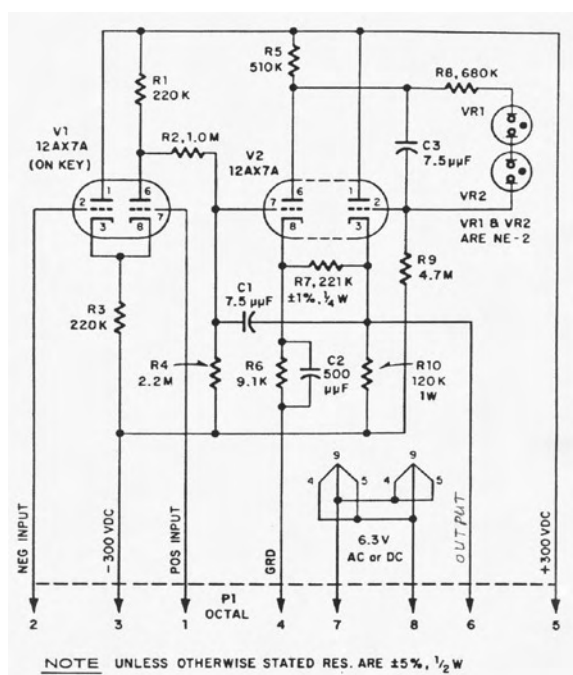 R1
220K
V1
12AX7A
(ON KEY)
R2, 1.0M
R5
510K
V2
12AX7A
R8, 680K
VR1
C3
7.5μμF
VR2
VR1 & VR2
ARE NE-2
1
6
2
7
3
8
6
1
7
2
8
3
R3
220K
C1
7.5μμF
R7, 221K
±1%, ¼W
R9
4.7M
R4
2.2M
R6
9.1K
C2
500
μμF
R10
120K
1W
9
9
4
5
4
5
6.3V
AC or DC
NEG INPUT
-300VDC
POS INPUT
GRD
OUTPUT
+300VDC
P1
OCTAL
2
3
1
4
7
8
6
5
NOTE UNLESS OTHERWISE STATED RES. ARE ±5%, ½W